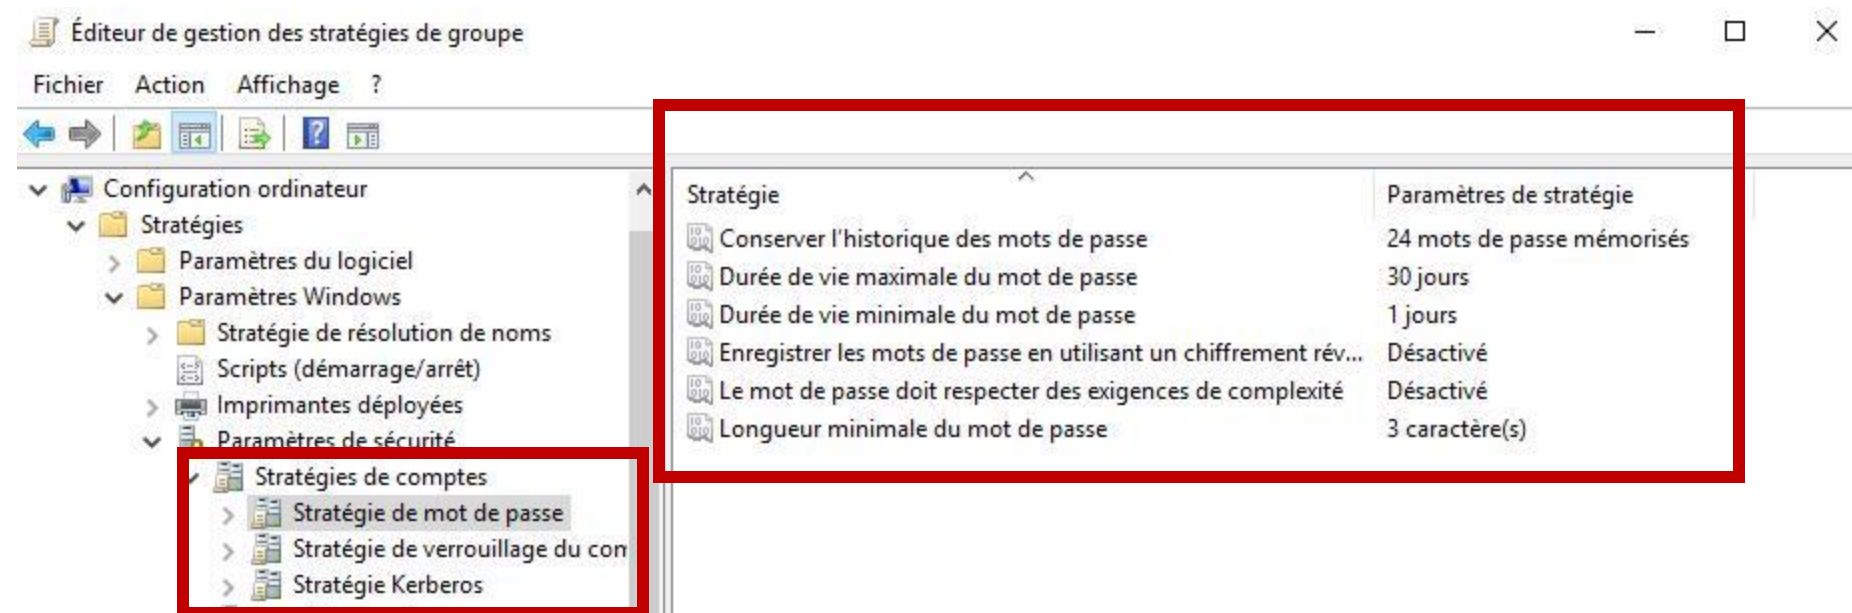 Éditeur de gestion des stratégies de groupe
Fichier Action Affichage ?
Configuration ordinateur
Stratégies
Paramètres du logiciel
Paramètres Windows
Stratégie de résolution de noms
Scripts (démarrage/arrêt)
Imprimantes déployées
Paramètres de sécurité
Stratégies de comptes
Stratégie de mot de passe
Stratégie de verrouillage du com
Stratégie Kerberos
Stratégie Paramètres de stratégie
Conserver l'historique des mots de passe 24 mots de passe mémorisés
Durée de vie maximale du mot de passe 30 jours
Durée de vie minimale du mot de passe 1 jours
Enregistrer les mots de passe en utilisant un chiffrement rév... Désactivé
Le mot de passe doit respecter des exigences de complexité Désactivé
Longueur minimale du mot de passe 3 caractère(s)